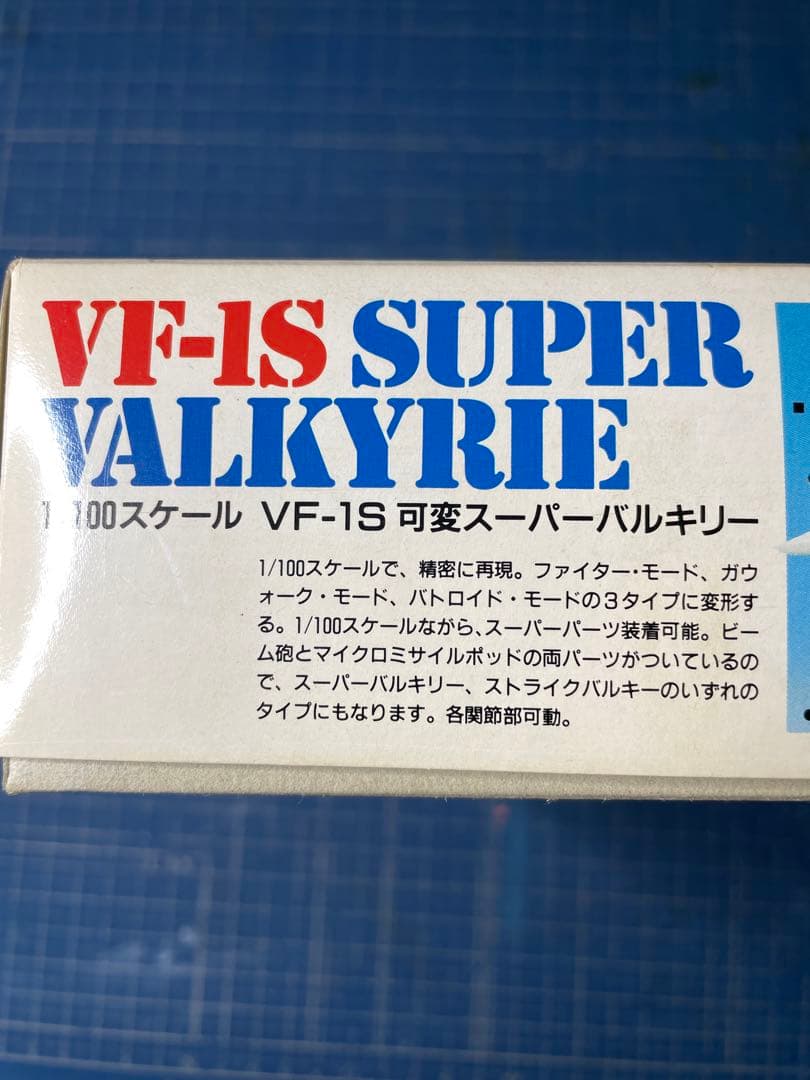 VF-1S SUPER
VALKYRIE
1/100スケール VF-1S 可変スーパーバルキリー
1/100スケールで、精密に再現。ファイター・モード、ガウ
ォーク・モード、バトロイド・モードの3タイプに変形す
る。1/100スケールながら、スーパーパーツ装着可能。ビー
ム砲とマイクロミサイルポッドの両パーツがついているの
で、スーパーバルキリー、ストライクバルキーのいずれの
タイプにもなります。各関節部可動。